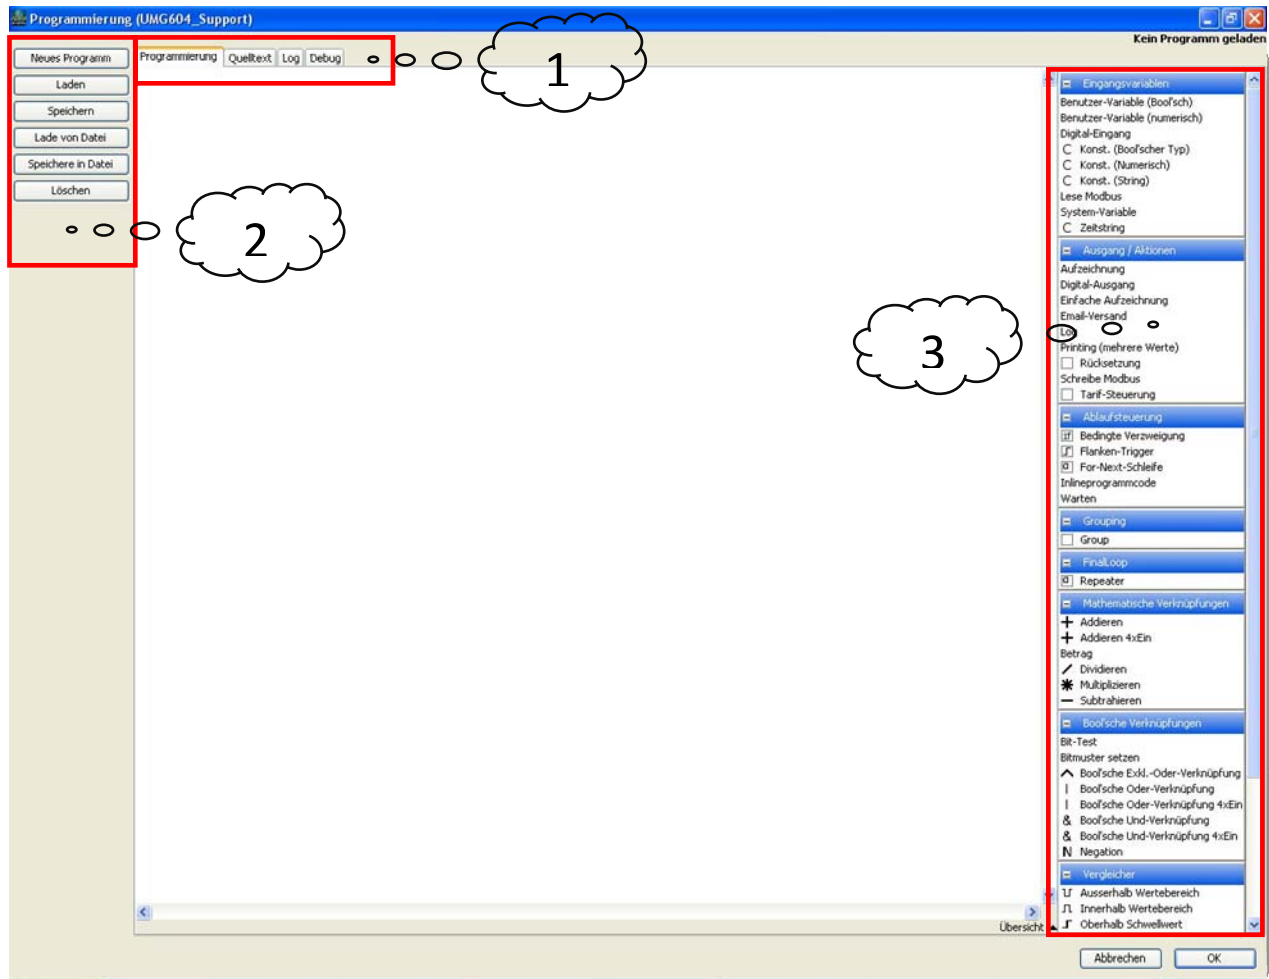 Programmierung (UMG604_Support)
Kein Programm geladen
Neues Programm
Laden
Speichern
Lade von Datei
Speichere in Datei
Löschen
Programmierung Quelltext Log Debug
1
2
3
Eingangsvariablen
Benutzer-Variable (Bool'sch)
Benutzer-Variable (numerisch)
Digital-Eingang
C Konst. (Bool'scher Typ)
C Konst. (Numerisch)
C Konst. (String)
Lese Modbus
System-Variable
C Zeitstring
Ausgang / Aktionen
Aufzeichnung
Digital-Ausgang
Einfache Aufzeichnung
Email-Versand
Log
Printing (mehrere Werte)
Rücksetzung
Schreibe Modbus
Tarif-Steuerung
Ablaufsteuerung
if Bedingte Verzweigung
Flanken-Trigger
For-Next-Schleife
Inlineprogrammcode
Warten
Grouping
Group
FinalLoop
Repeater
Mathematische Verknüpfungen
+ Addieren
+ Addieren 4xEin
Betrag
/ Dividieren
* Multiplizieren
− Subtrahieren
Bool'sche Verknüpfungen
Bit-Test
Bitmuster setzen
^ Bool'sche Exkl.-Oder-Verknüpfung
| Bool'sche Oder-Verknüpfung
| Bool'sche Oder-Verknüpfung 4xEin
& Bool'sche Und-Verknüpfung
& Bool'sche Und-Verknüpfung 4xEin
N Negation
Vergleicher
Ausserhalb Wertebereich
Innerhalb Wertebereich
Oberhalb Schwellwert
Übersicht
Abbrechen
OK